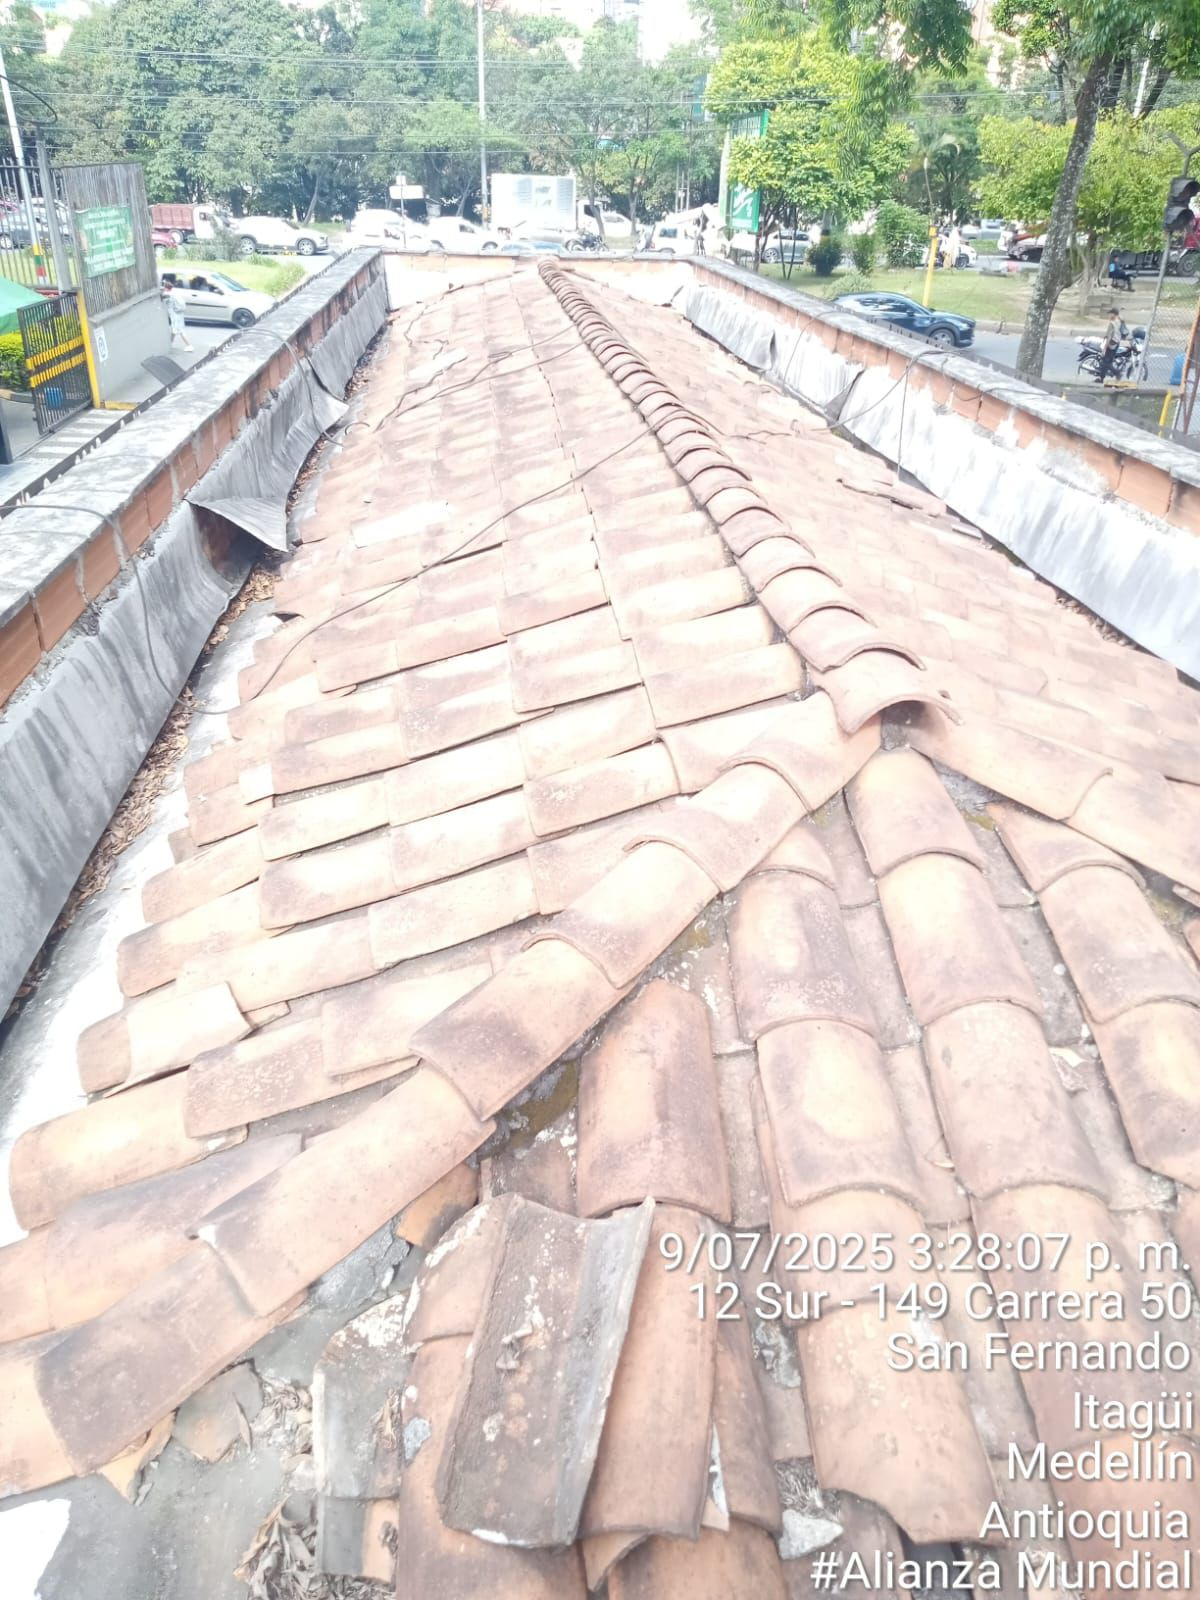 9/07/2025 3:28:07 p. m.
12 Sur - 149 Carrera 50
San Fernando
Itagüi
Medellín
Antioquia
#Alianza Mundial